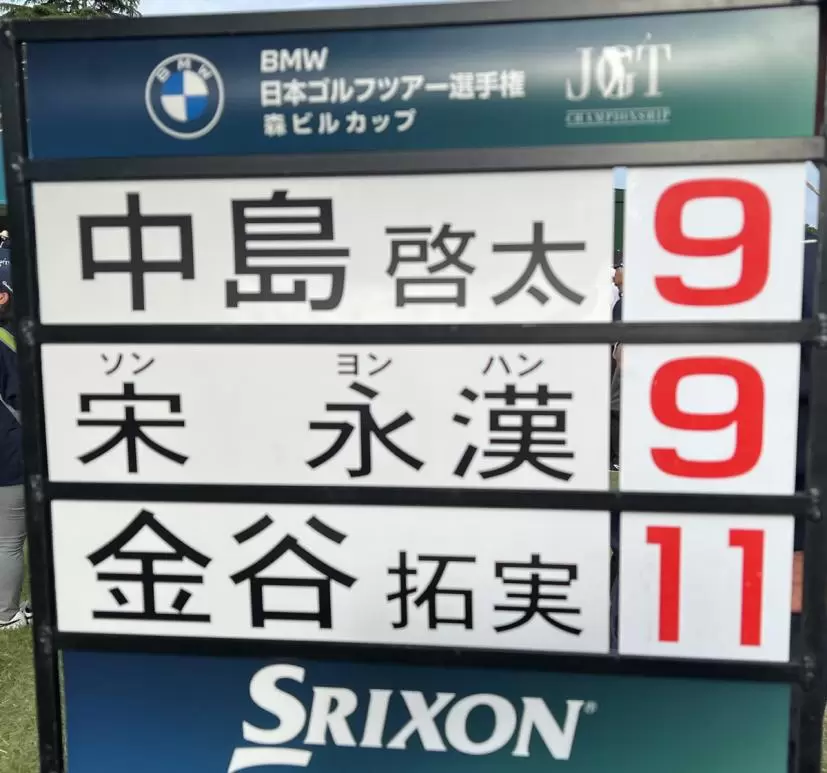 BMW
BMW
日本ゴルフツアー選手権
森ビルカップ
JGT
CHAMPIONSHIP
中島 啓太 9
ソン ヨン ハン
宋 永漢 9
金谷 拓実 11
SRIXON®